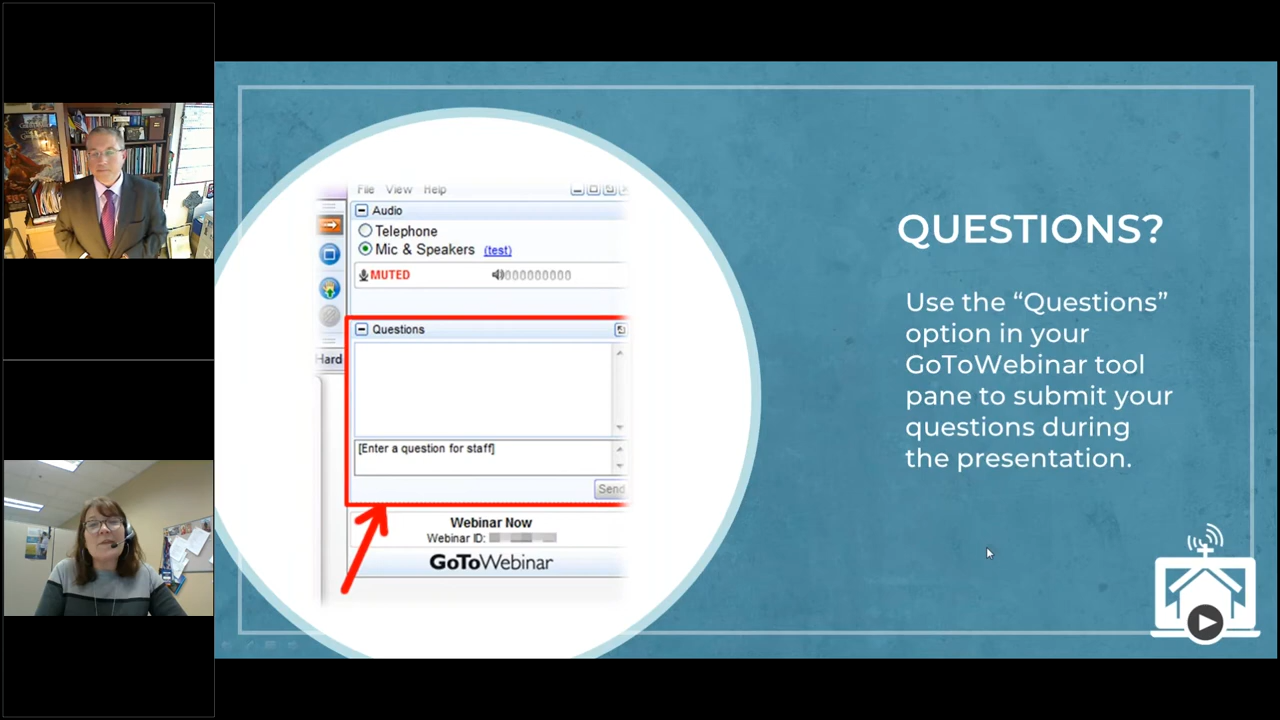 File View Help
Audio
Telephone
Mic & Speakers (test)
MUTED
000000000
Questions
Hard
[Enter a question for staff]
Send
Webinar Now
Webinar ID:
GoToWebinar
QUESTIONS?
Use the “Questions”
option in your
GoToWebinar tool
pane to submit your
questions during
the presentation.